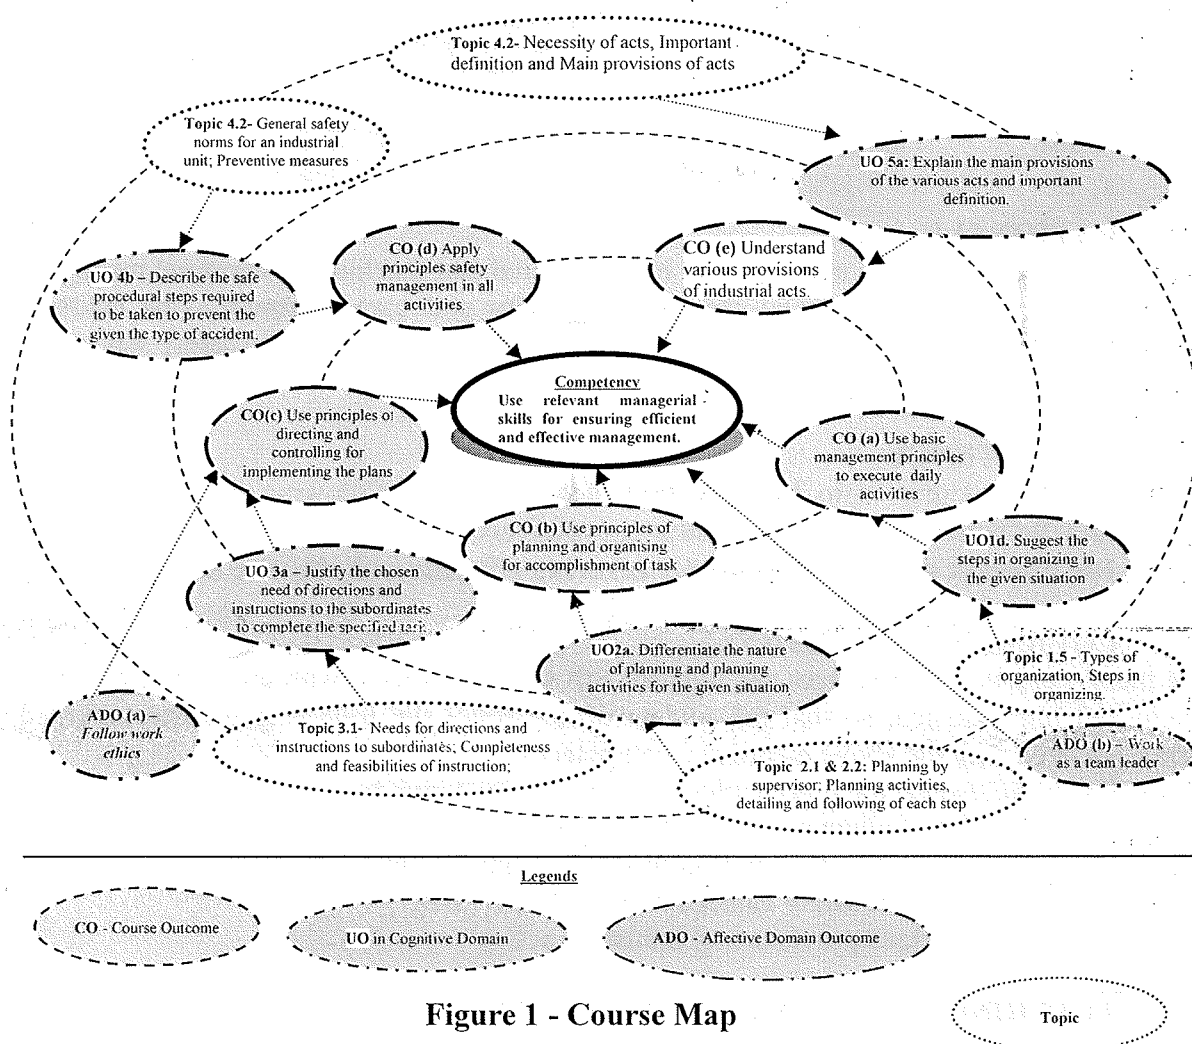 Topic 4.2- Necessity of acts, Important
definition and Main provisions of acts
Topic 4.2- General safety
norms for an industrial
unit; Preventive measures
UO 5a: Explain the main provisions
of the various acts and important
definition.
CO (d) Apply
principles safety
management in all
activities.
CO (e) Understand
various provisions
of industrial acts.
UO 4b – Describe the safe
procedural steps required
to be taken to prevent the
given the type of accident.
Competency
Use relevant managerial
skills for ensuring efficient
and effective management.
CO(c) Use principles of
directing and
controlling for
implementing the plans
CO (a) Use basic
management principles
to execute daily
activities
CO (b) Use principles of
planning and organising
for accomplishment of task
UO1d. Suggest the
steps in organizing in
the given situation
UO 3a – Justify the chosen
need of directions and
instructions to the subordinates
to complete the specified task
UO2a. Differentiate the nature
of planning and planning
activities for the given situation
Topic 1.5 - Types of
organization, Steps in
organizing.
ADO (a) –
Follow work
ethics
Topic 3.1- Needs for directions and
instructions to subordinates; Completeness
and feasibilities of instruction;
Topic 2.1 & 2.2: Planning by
supervisor; Planning activities,
detailing and following of each step
ADO (b) – Work
as a team leader
Legends
CO - Course Outcome
UO in Cognitive Domain
ADO - Affective Domain Outcome
Topic
Figure 1 - Course Map